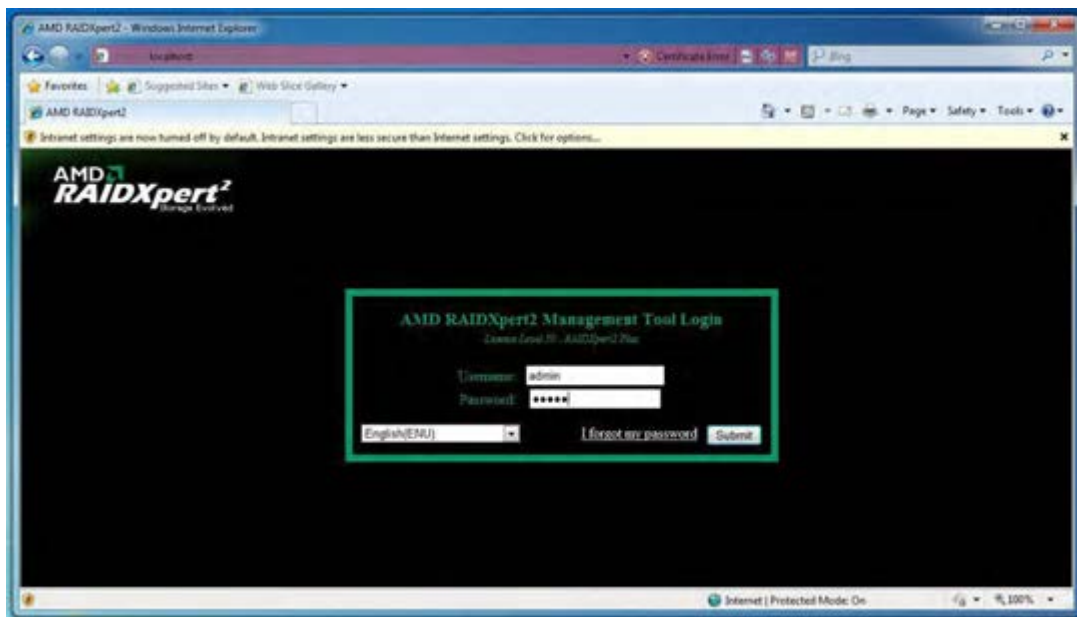 AMD RAIDXpert2 - Windows Internet Explorer
localhost
Certificate Error
Bing
Favorites
Suggested Sites
Web Slice Gallery
AMD RAIDXpert2
Page
Safety
Tools
Intranet settings are now turned off by default. Intranet settings are less secure than Internet settings. Click for options...
AMD
RAIDXpert2
Storage Evolved
AMD RAIDXpert2 Management Tool Login
RAIDXpert2 Plus
Username: admin
Password: •••••
English(ENU)
I forgot my password
Submit
Internet | Protected Mode: On
100%